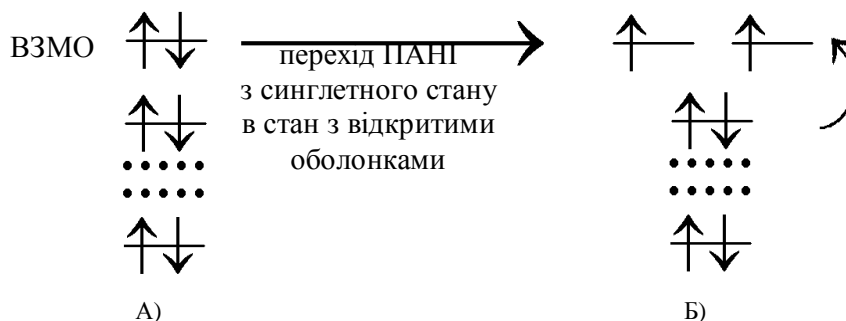 ВЗМО
перехід ПАНІ
з синглетного стану
в стан з відкритими
оболонками
А)
Б)